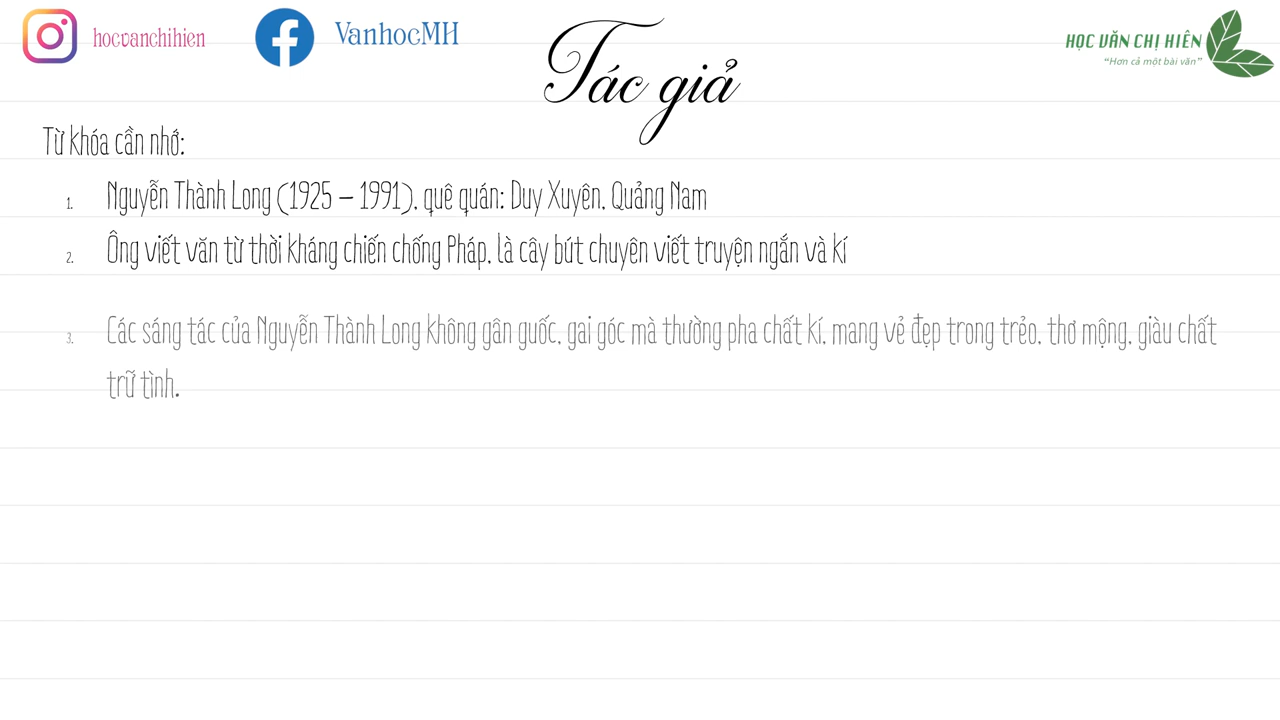 hocvanchihien
VanhocMH
HỌC VĂN CHỊ HIÊN
“Hơn cả một bài văn”
Tác giả
Từ khóa cần nhớ:
1. Nguyễn Thành Long (1925 – 1991), quê quán: Duy Xuyên, Quảng Nam
2. Ông viết văn từ thời kháng chiến chống Pháp, là cây bút chuyên viết truyện ngắn và kí
3. Các sáng tác của Nguyễn Thành Long không gân guốc, gai góc mà thường pha chất kí, mang vẻ đẹp trong trẻo, thơ mộng, giàu chất
trữ tình.